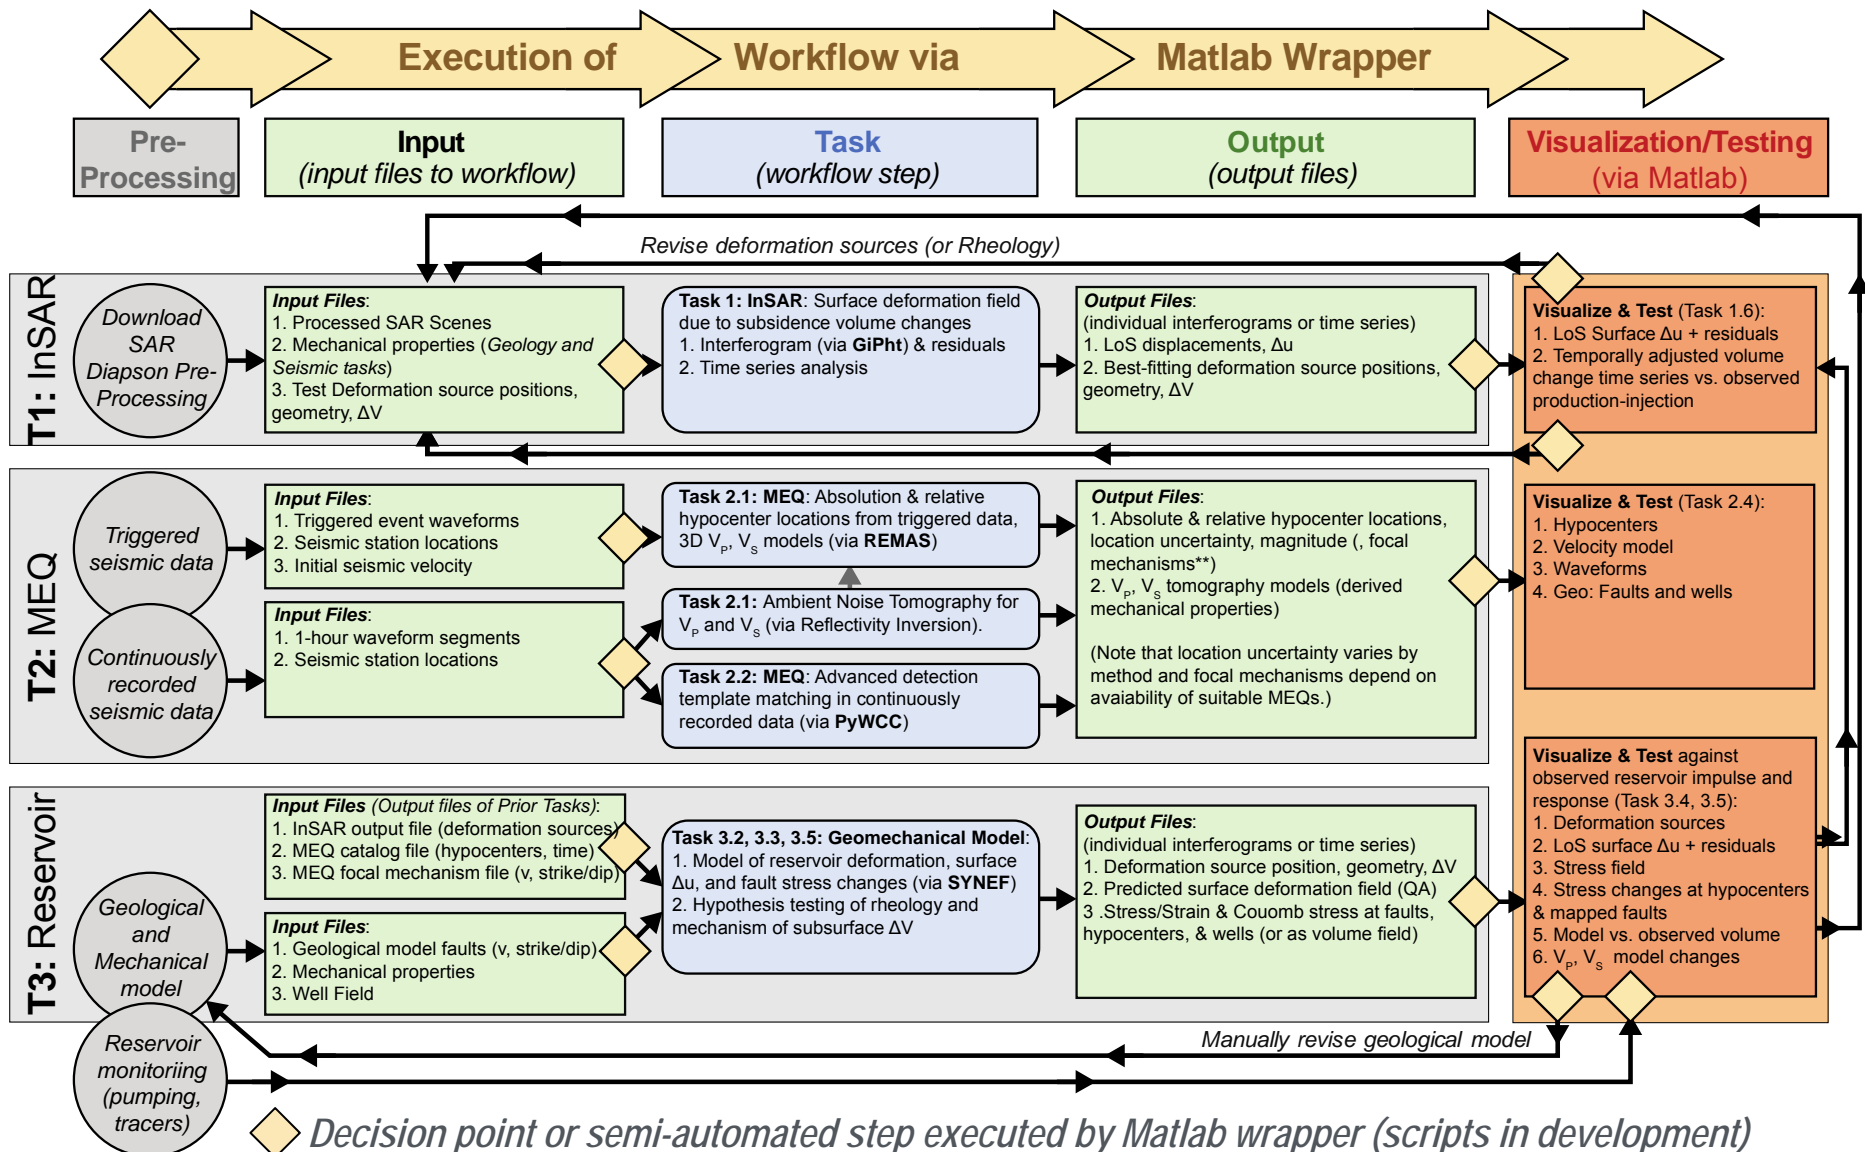 Execution of Workflow via Matlab Wrapper
Pre-
Processing
Input
(input files to workflow)
Task
(workflow step)
Output
(output files)
Visualization/Testing
(via Matlab)
Revise deformation sources (or Rheology)
T1: InSAR
Download
SAR
Diapson Pre-
Processing
Input Files:
1. Processed SAR Scenes
2. Mechanical properties (Geology and
Seismic tasks)
3. Test Deformation source positions,
geometry, ΔV
Task 1: InSAR: Surface deformation field
due to subsidence volume changes
1. Interferogram (via GiPht) & residuals
2. Time series analysis
Output Files:
(individual interferograms or time series)
1. LoS displacements, Δu
2. Best-fitting deformation source positions,
geometry, ΔV
Visualize & Test (Task 1.6):
1. LoS Surface Δu + residuals
2. Temporally adjusted volume
change time series vs. observed
production-injection
T2: MEQ
Triggered
seismic data
Continuously
recorded
seismic data
Input Files:
1. Triggered event waveforms
2. Seismic station locations
3. Initial seismic velocity
Input Files:
1. 1-hour waveform segments
2. Seismic station locations
Task 2.1: MEQ: Absolution & relative
hypocenter locations from triggered data,
3D VP, VS models (via REMAS)
Task 2.1: Ambient Noise Tomography for
VP and VS (via Reflectivity Inversion).
Task 2.2: MEQ: Advanced detection
template matching in continuously
recorded data (via PyWCC)
Output Files:
1. Absolute & relative hypocenter locations,
location uncertainty, magnitude (, focal
mechanisms**)
2. VP, VS tomography models (derived
mechanical properties)
(Note that location uncertainty varies by
method and focal mechanisms depend on
avaiability of suitable MEQs.)
Visualize & Test (Task 2.4):
1. Hypocenters
2. Velocity model
3. Waveforms
4. Geo: Faults and wells
T3: Reservoir
Geological
and
Mechanical
model
Reservoir
monitoriing
(pumping,
tracers)
Input Files (Output files of Prior Tasks):
1. InSAR output file (deformation sources)
2. MEQ catalog file (hypocenters, time)
3. MEQ focal mechanism file (v, strike/dip)
Input Files:
1. Geological model faults (v, strike/dip)
2. Mechanical properties
3. Well Field
Task 3.2, 3.3, 3.5: Geomechanical Model:
1. Model of reservoir deformation, surface
Δu, and fault stress changes (via SYNEF)
2. Hypothesis testing of rheology and
mechanism of subsurface ΔV
Output Files:
(individual interferograms or time series)
1. Deformation source position, geometry, ΔV
2. Predicted surface deformation field (QA)
3 .Stress/Strain & Couomb stress at faults,
hypocenters, & wells (or as volume field)
Visualize & Test against
observed reservoir impulse and
response (Task 3.4, 3.5):
1. Deformation sources
2. LoS surface Δu + residuals
3. Stress field
4. Stress changes at hypocenters
& mapped faults
5. Model vs. observed volume
6. VP, VS model changes
Manually revise geological model
Decision point or semi-automated step executed by Matlab wrapper (scripts in development)